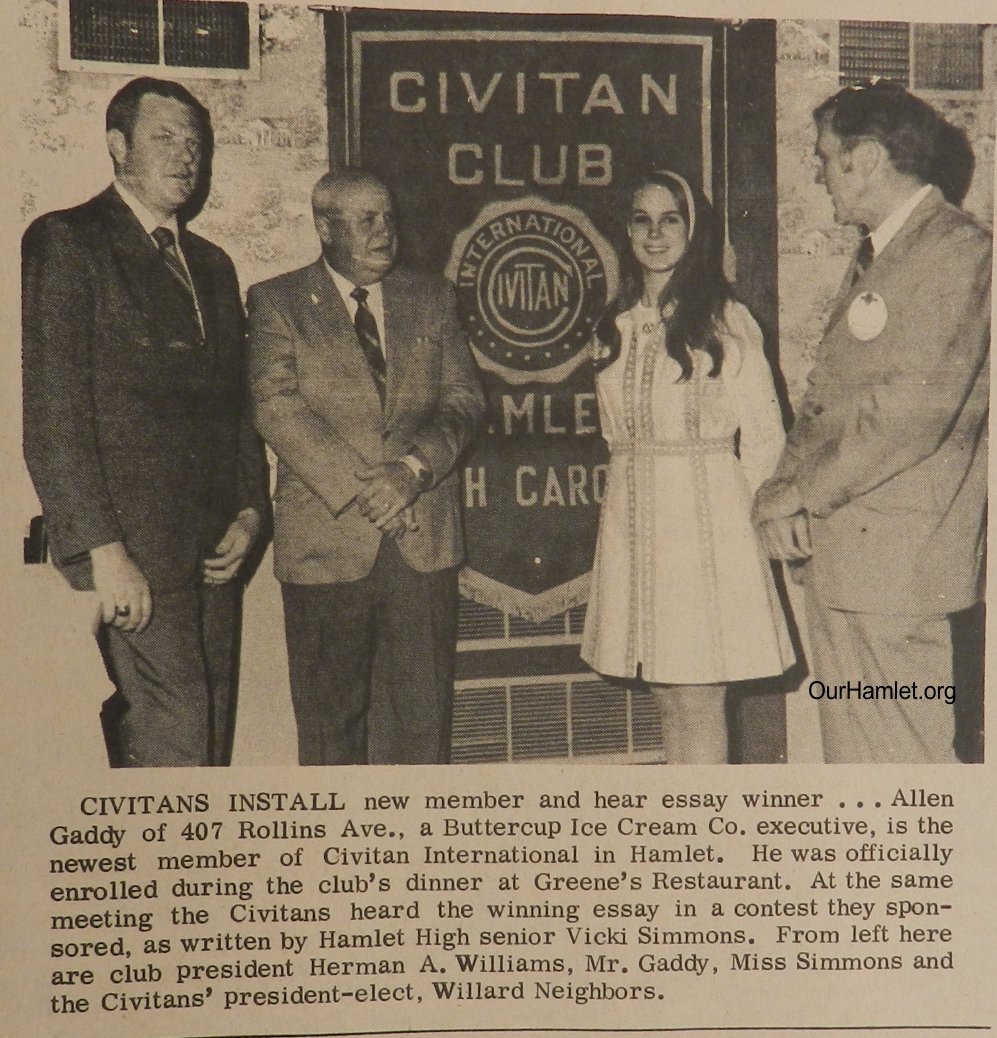 CIVITAN
CLUB
INTERNATIONAL
CIVITAN
MLE
H CARO
OurHamlet.org
CIVITANS INSTALL new member and hear essay winner . . . Allen
Gaddy of 407 Rollins Ave., a Buttercup Ice Cream Co. executive, is the
newest member of Civitan International in Hamlet. He was officially
enrolled during the club's dinner at Greene's Restaurant. At the same
meeting the Civitans heard the winning essay in a contest they spon-
sored, as written by Hamlet High senior Vicki Simmons. From left here
are club president Herman A. Williams, Mr. Gaddy, Miss Simmons and
the Civitans' president-elect, Willard Neighbors.